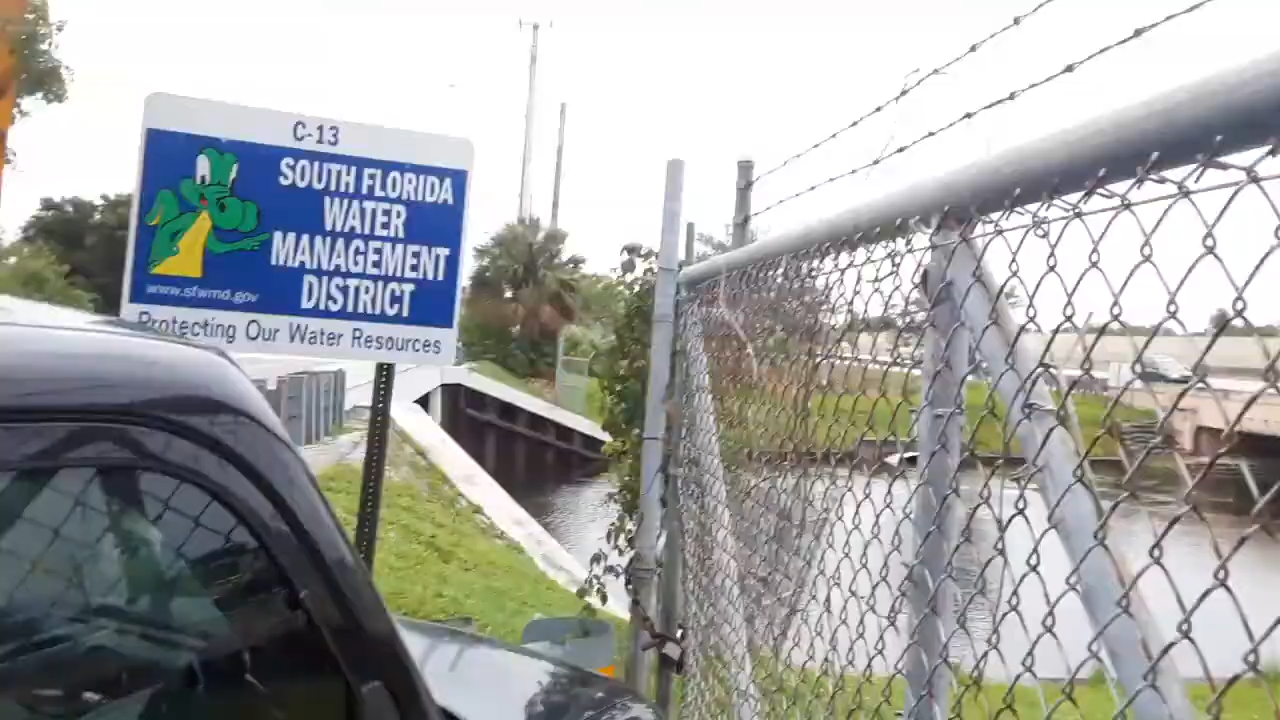 C-13
SOUTH FLORIDA
WATER
MANAGEMENT
DISTRICT
www.sfwmd.gov
Protecting Our Water Resources